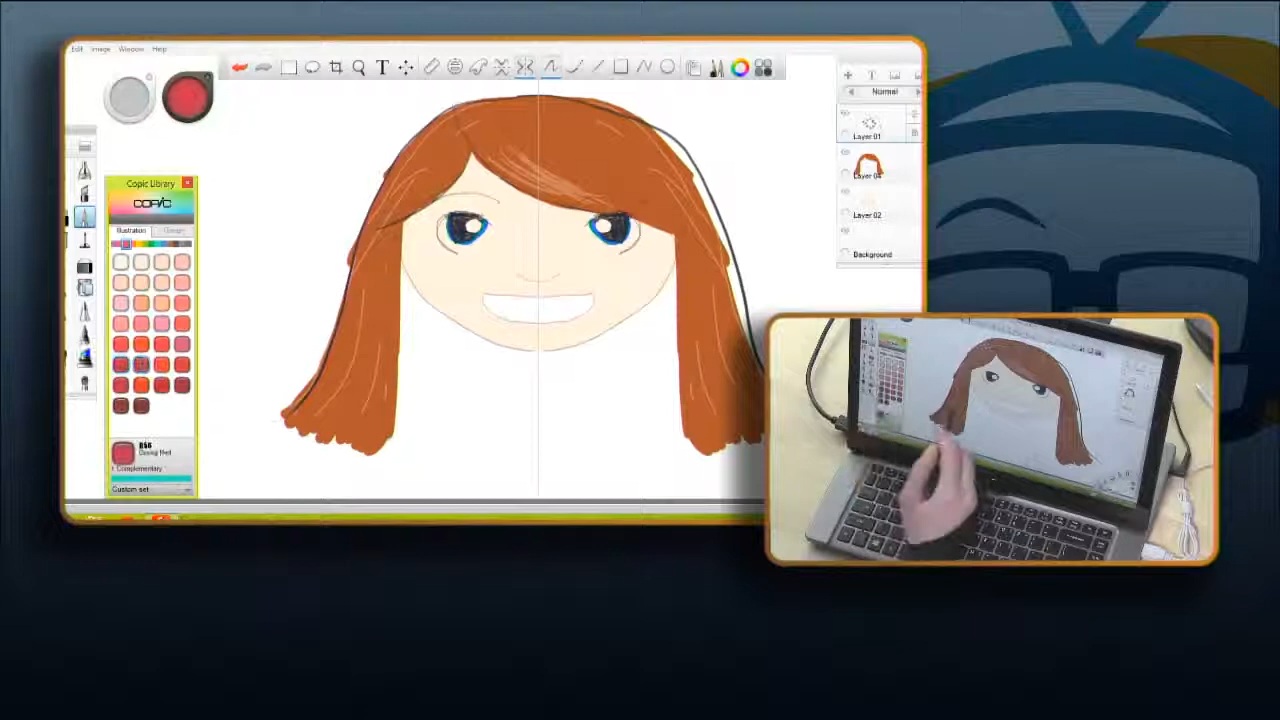 Edit Image Window Help
T
T
Normal
Layer 01
Layer 04
Layer 02
Background
Copic Library
COPIC
Illustration
Complementary
Custom set